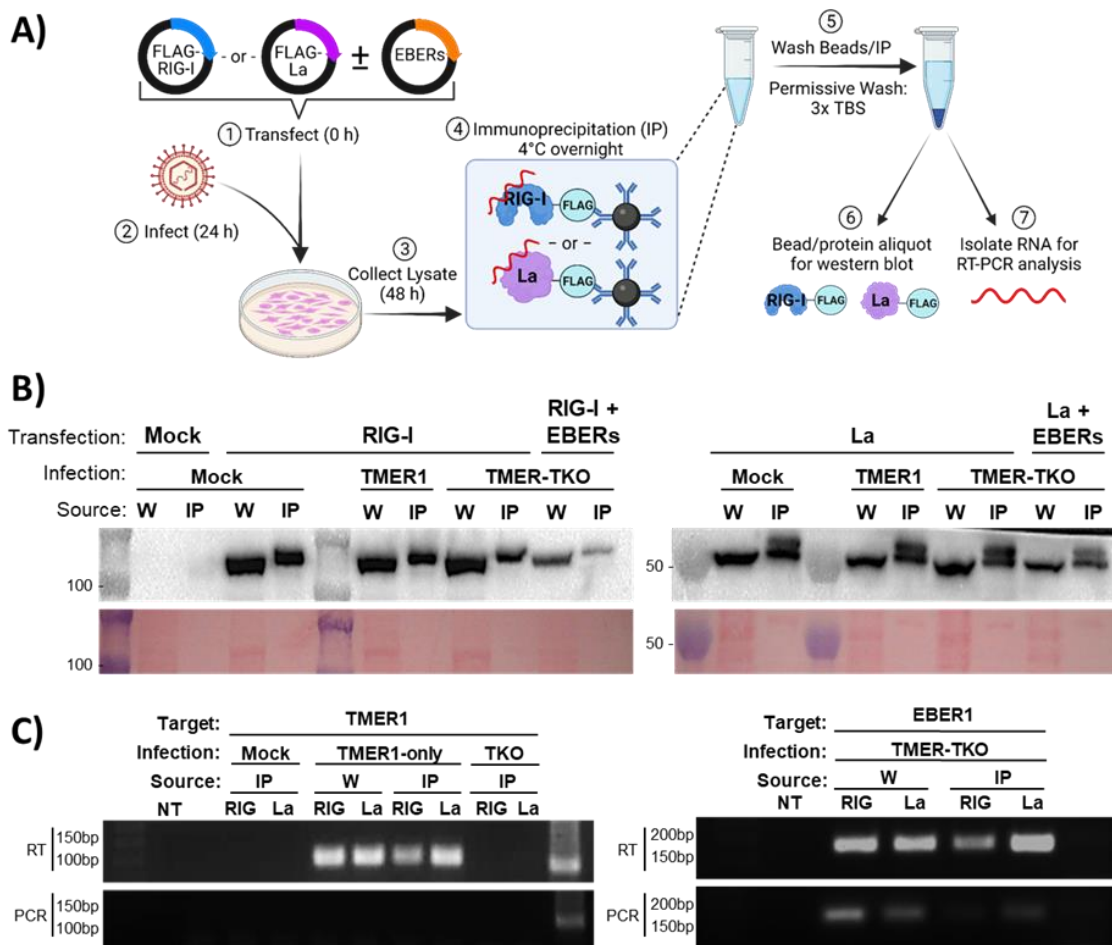 A)
FLAG-
RIG-I
- or -
FLAG-
La
±
EBERs
① Transfect (0 h)
② Infect (24 h)
③
Collect Lysate
(48 h)
④ Immunoprecipitation (IP)
4°C overnight
RIG-I
FLAG
- or -
La
FLAG
⑤
Wash Beads/IP
Permissive Wash:
3x TBS
⑥
Bead/protein aliquot
for western blot
RIG-I
FLAG
La
FLAG
⑦
Isolate RNA for
RT-PCR analysis
B)
Transfection: Mock RIG-I RIG-I + EBERs
Infection: Mock TMER1 TMER-TKO
Source: W IP W IP W IP W IP W IP
100
100
La La + EBERs
Mock TMER1 TMER-TKO
W IP W IP W IP W IP
50
50
C)
Target: TMER1
Infection: Mock TMER1-only TKO
Source: IP W IP IP
NT RIG La RIG La RIG La RIG La
RT 150bp
100bp
PCR 150bp
100bp
Target: EBER1
Infection: TMER-TKO
Source: W IP
NT RIG La RIG La
RT 200bp
150bp
PCR 200bp
150bp